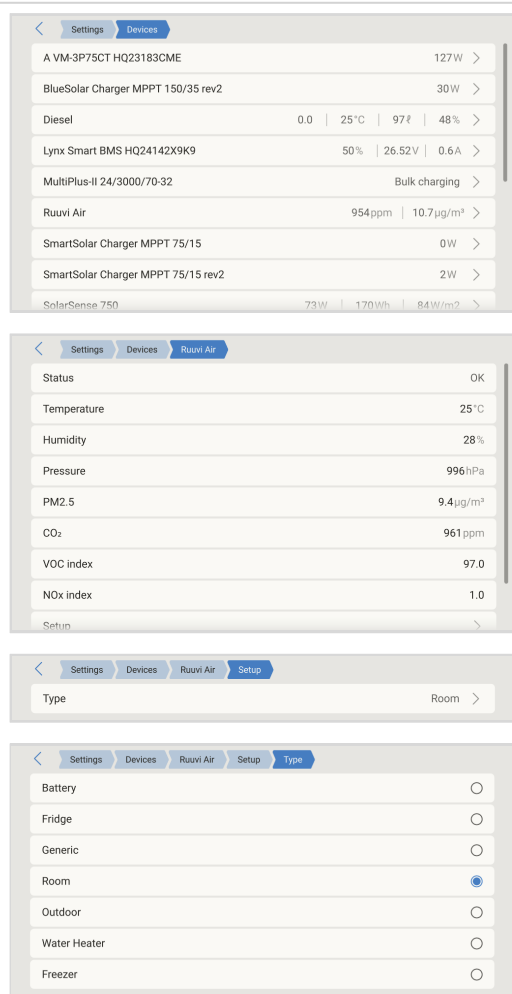 Settings Devices
A VM-3P75CT HQ23183CME 127W
BlueSolar Charger MPPT 150/35 rev2 30W
Diesel 0.0 25°C 97ℓ 48%
Lynx Smart BMS HQ24142X9K9 50% 26.52V 0.6A
MultiPlus-II 24/3000/70-32 Bulk charging
Ruuvi Air 954ppm 10.7µg/m³
SmartSolar Charger MPPT 75/15 0W
SmartSolar Charger MPPT 75/15 rev2 2W
SolarSense 750 73W 170Wh 84W/m2
Settings Devices Ruuvi Air
Status OK
Temperature 25°C
Humidity 28%
Pressure 996hPa
PM2.5 9.4µg/m³
CO₂ 961ppm
VOC index 97.0
NOx index 1.0
Setup
Settings Devices Ruuvi Air Setup
Type Room
Settings Devices Ruuvi Air Setup Type
Battery
Fridge
Generic
Room
Outdoor
Water Heater
Freezer